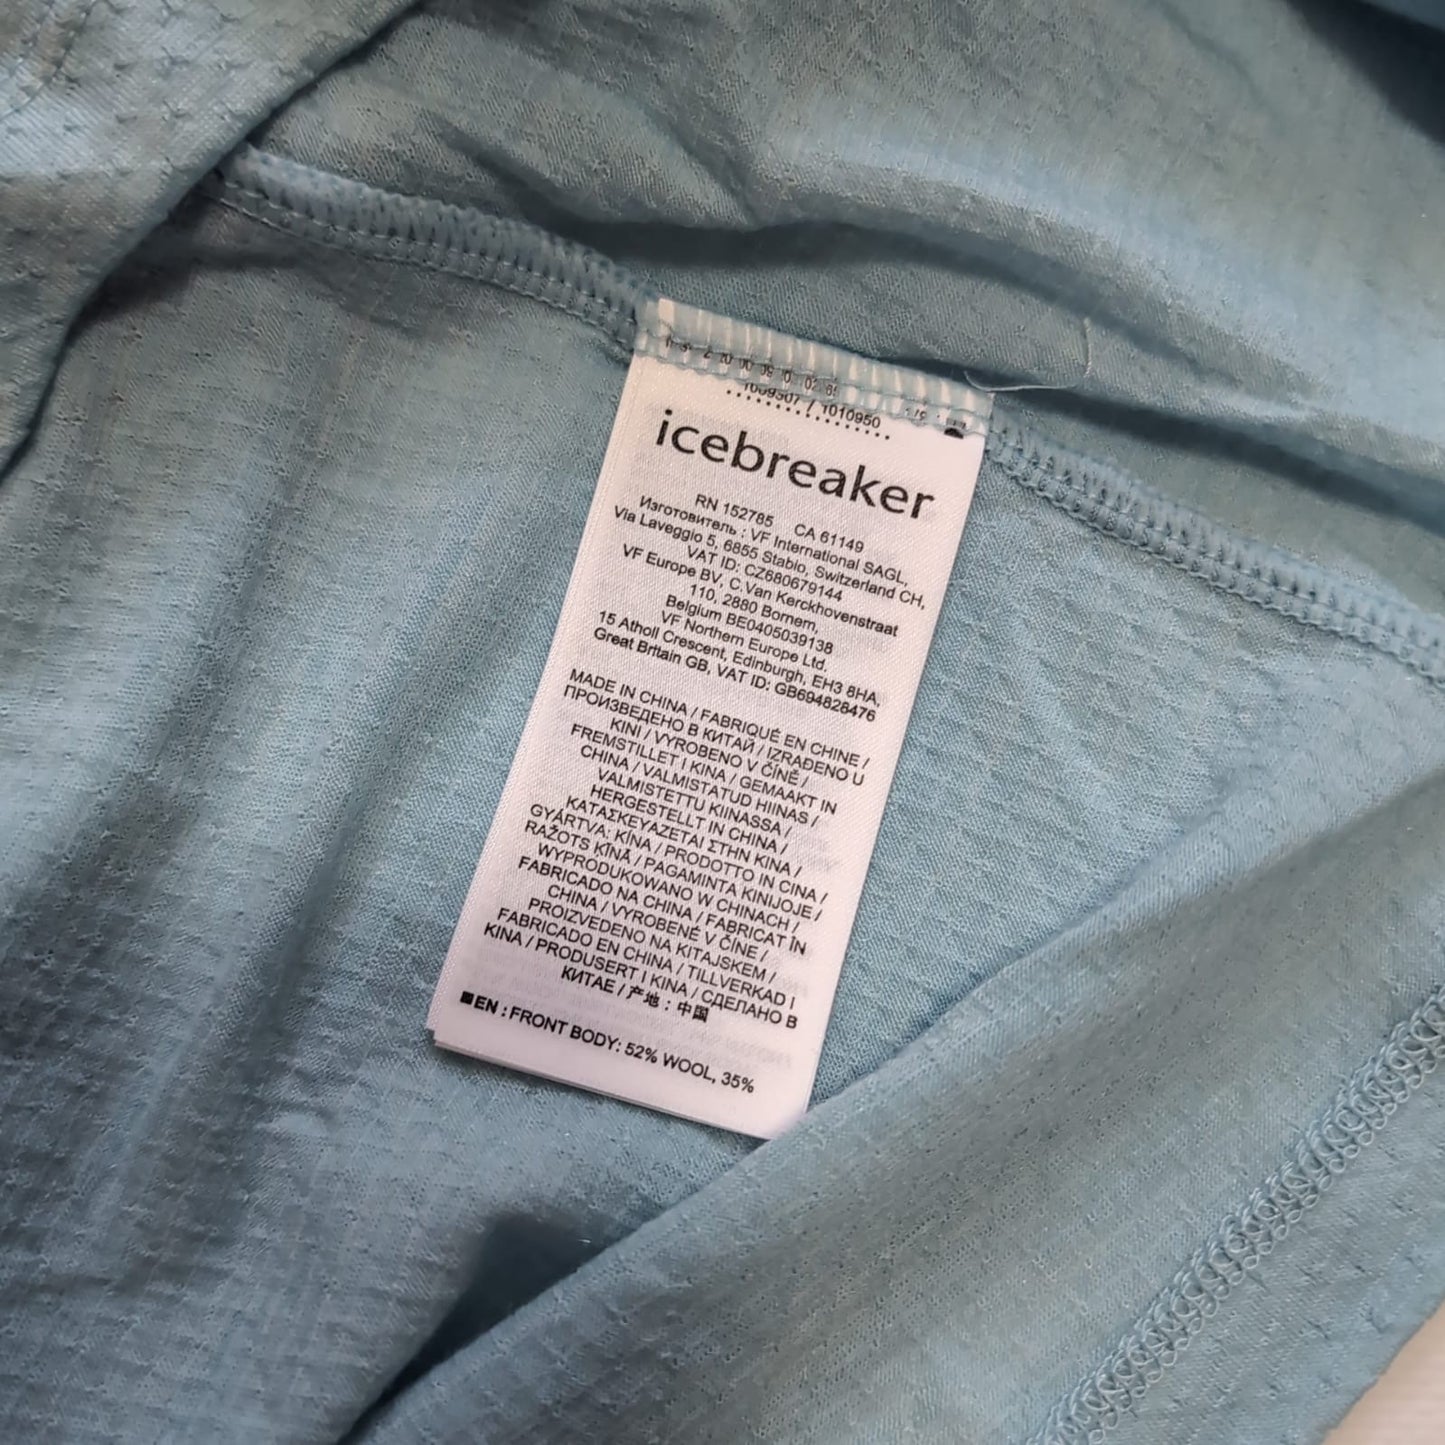 1009307 / 1010950
icebreaker
RN 152785 CA 61149
Изготовитель : VF International SAGL,
Via Laveggio 5, 6855 Stabio, Switzerland CH,
VAT ID: CZ680679144
VF Europe BV, C.Van Kerckhovenstraat
110, 2880 Bornem,
Belgium BE0405039138
VF Northern Europe Ltd.
15 Atholl Crescent, Edinburgh, EH3 8HA,
Great Britain GB, VAT ID: GB694828476
MADE IN CHINA / FABRIQUÉ EN CHINE /
ПРОИЗВЕДЕНО В КИТАЙ / IZRAĐENO U
KINI / VYROBENO V ČÍNĚ /
FREMSTILLET I KINA / GEMAAKT IN
CHINA / VALMISTATUD HIINAS /
VALMISTETTU KIINASSA /
HERGESTELLT IN CHINA /
ΚΑΤΑΣΚΕΥΑΖΕΤΑΙ ΣΤΗΝ ΚΙΝΑ /
GYÁRTVA: KÍNA / PRODOTTO IN CINA /
RAŽOTS ĶĪNĀ / PAGAMINTA KINIJOJE /
WYPRODUKOWANO W CHINACH /
FABRICADO NA CHINA / FABRICAT ÎN
CHINA / VYROBENÉ V ČÍNE /
PROIZVEDENO NA KITAJSKEM /
FABRICADO EN CHINA / TILLVERKAD I
KINA / PRODUSERT I KINA / СДЕЛАНО В
КИТАЕ / 产地 : 中国
■EN : FRONT BODY: 52% WOOL, 35%